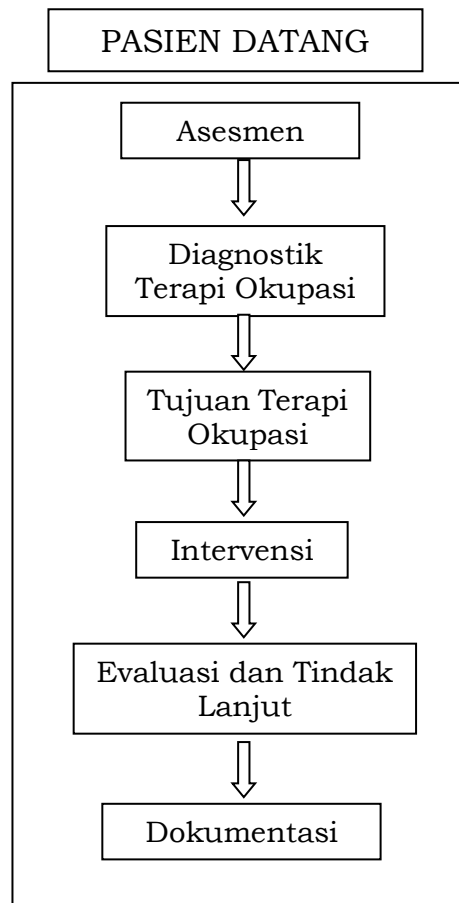 PASIEN DATANG
Asesmen
Diagnostik
Terapi Okupasi
Tujuan Terapi
Okupasi
Intervensi
Evaluasi dan Tindak
Lanjut
Dokumentasi